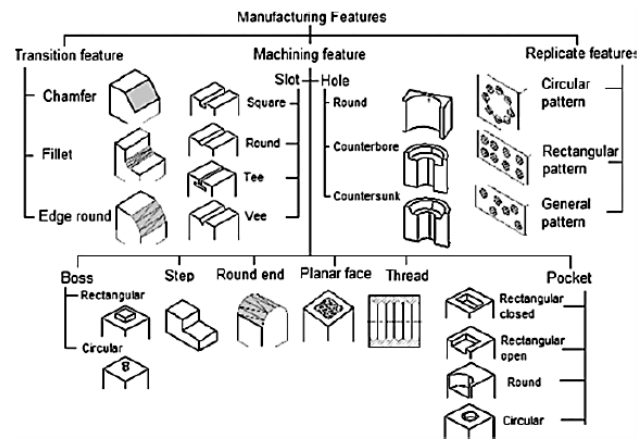 Manufacturing Features
Transition feature
Machining feature
Replicate features
Chamfer
Fillet
Edge round
Slot
Square
Round
Tee
Vee
Hole
Round
Counterbore
Countersunk
Circular
pattern
Rectangular
pattern
General
pattern
Boss
Rectangular
Circular
Step
Round end
Planar face
Thread
Pocket
Rectangular
closed
Rectangular
open
Round
Circular